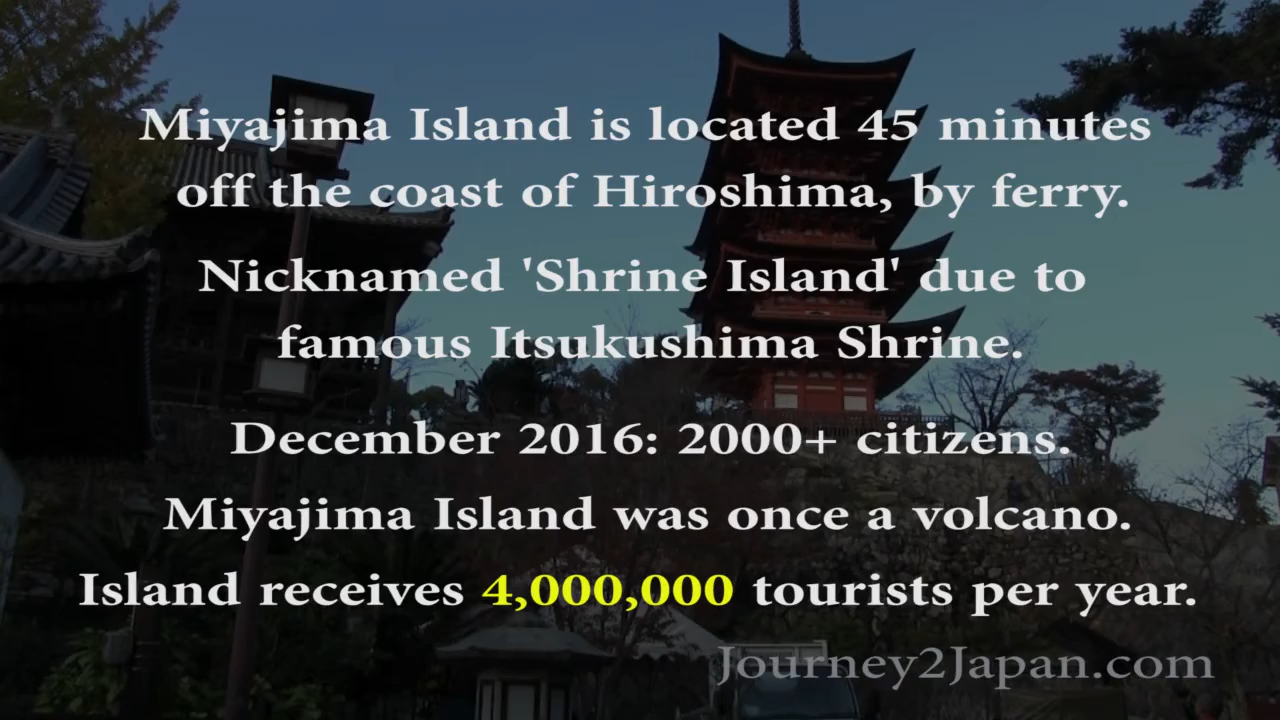 Miyajima Island is located 45 minutes
off the coast of Hiroshima, by ferry.
Nicknamed 'Shrine Island' due to
famous Itsukushima Shrine.
December 2016: 2000+ citizens.
Miyajima Island was once a volcano.
Island receives 4,000,000 tourists per year.
Journey2Japan.com